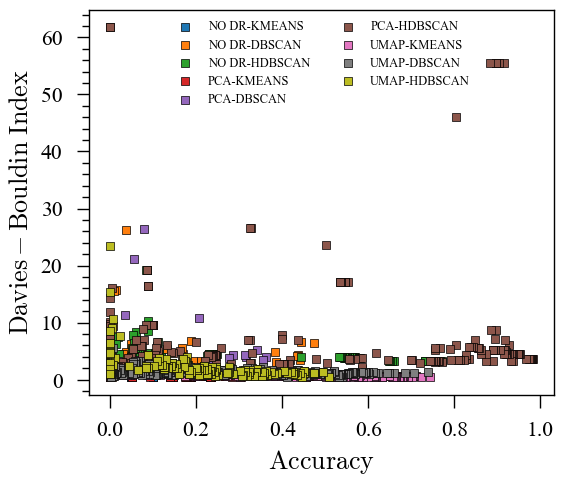 60
50
40
30
20
10
0
Davies−Bouldin Index
NO DR-KMEANS
NO DR-DBSCAN
NO DR-HDBSCAN
PCA-KMEANS
PCA-DBSCAN
PCA-HDBSCAN
UMAP-KMEANS
UMAP-DBSCAN
UMAP-HDBSCAN
0.0 0.2 0.4 0.6 0.8 1.0
Accuracy